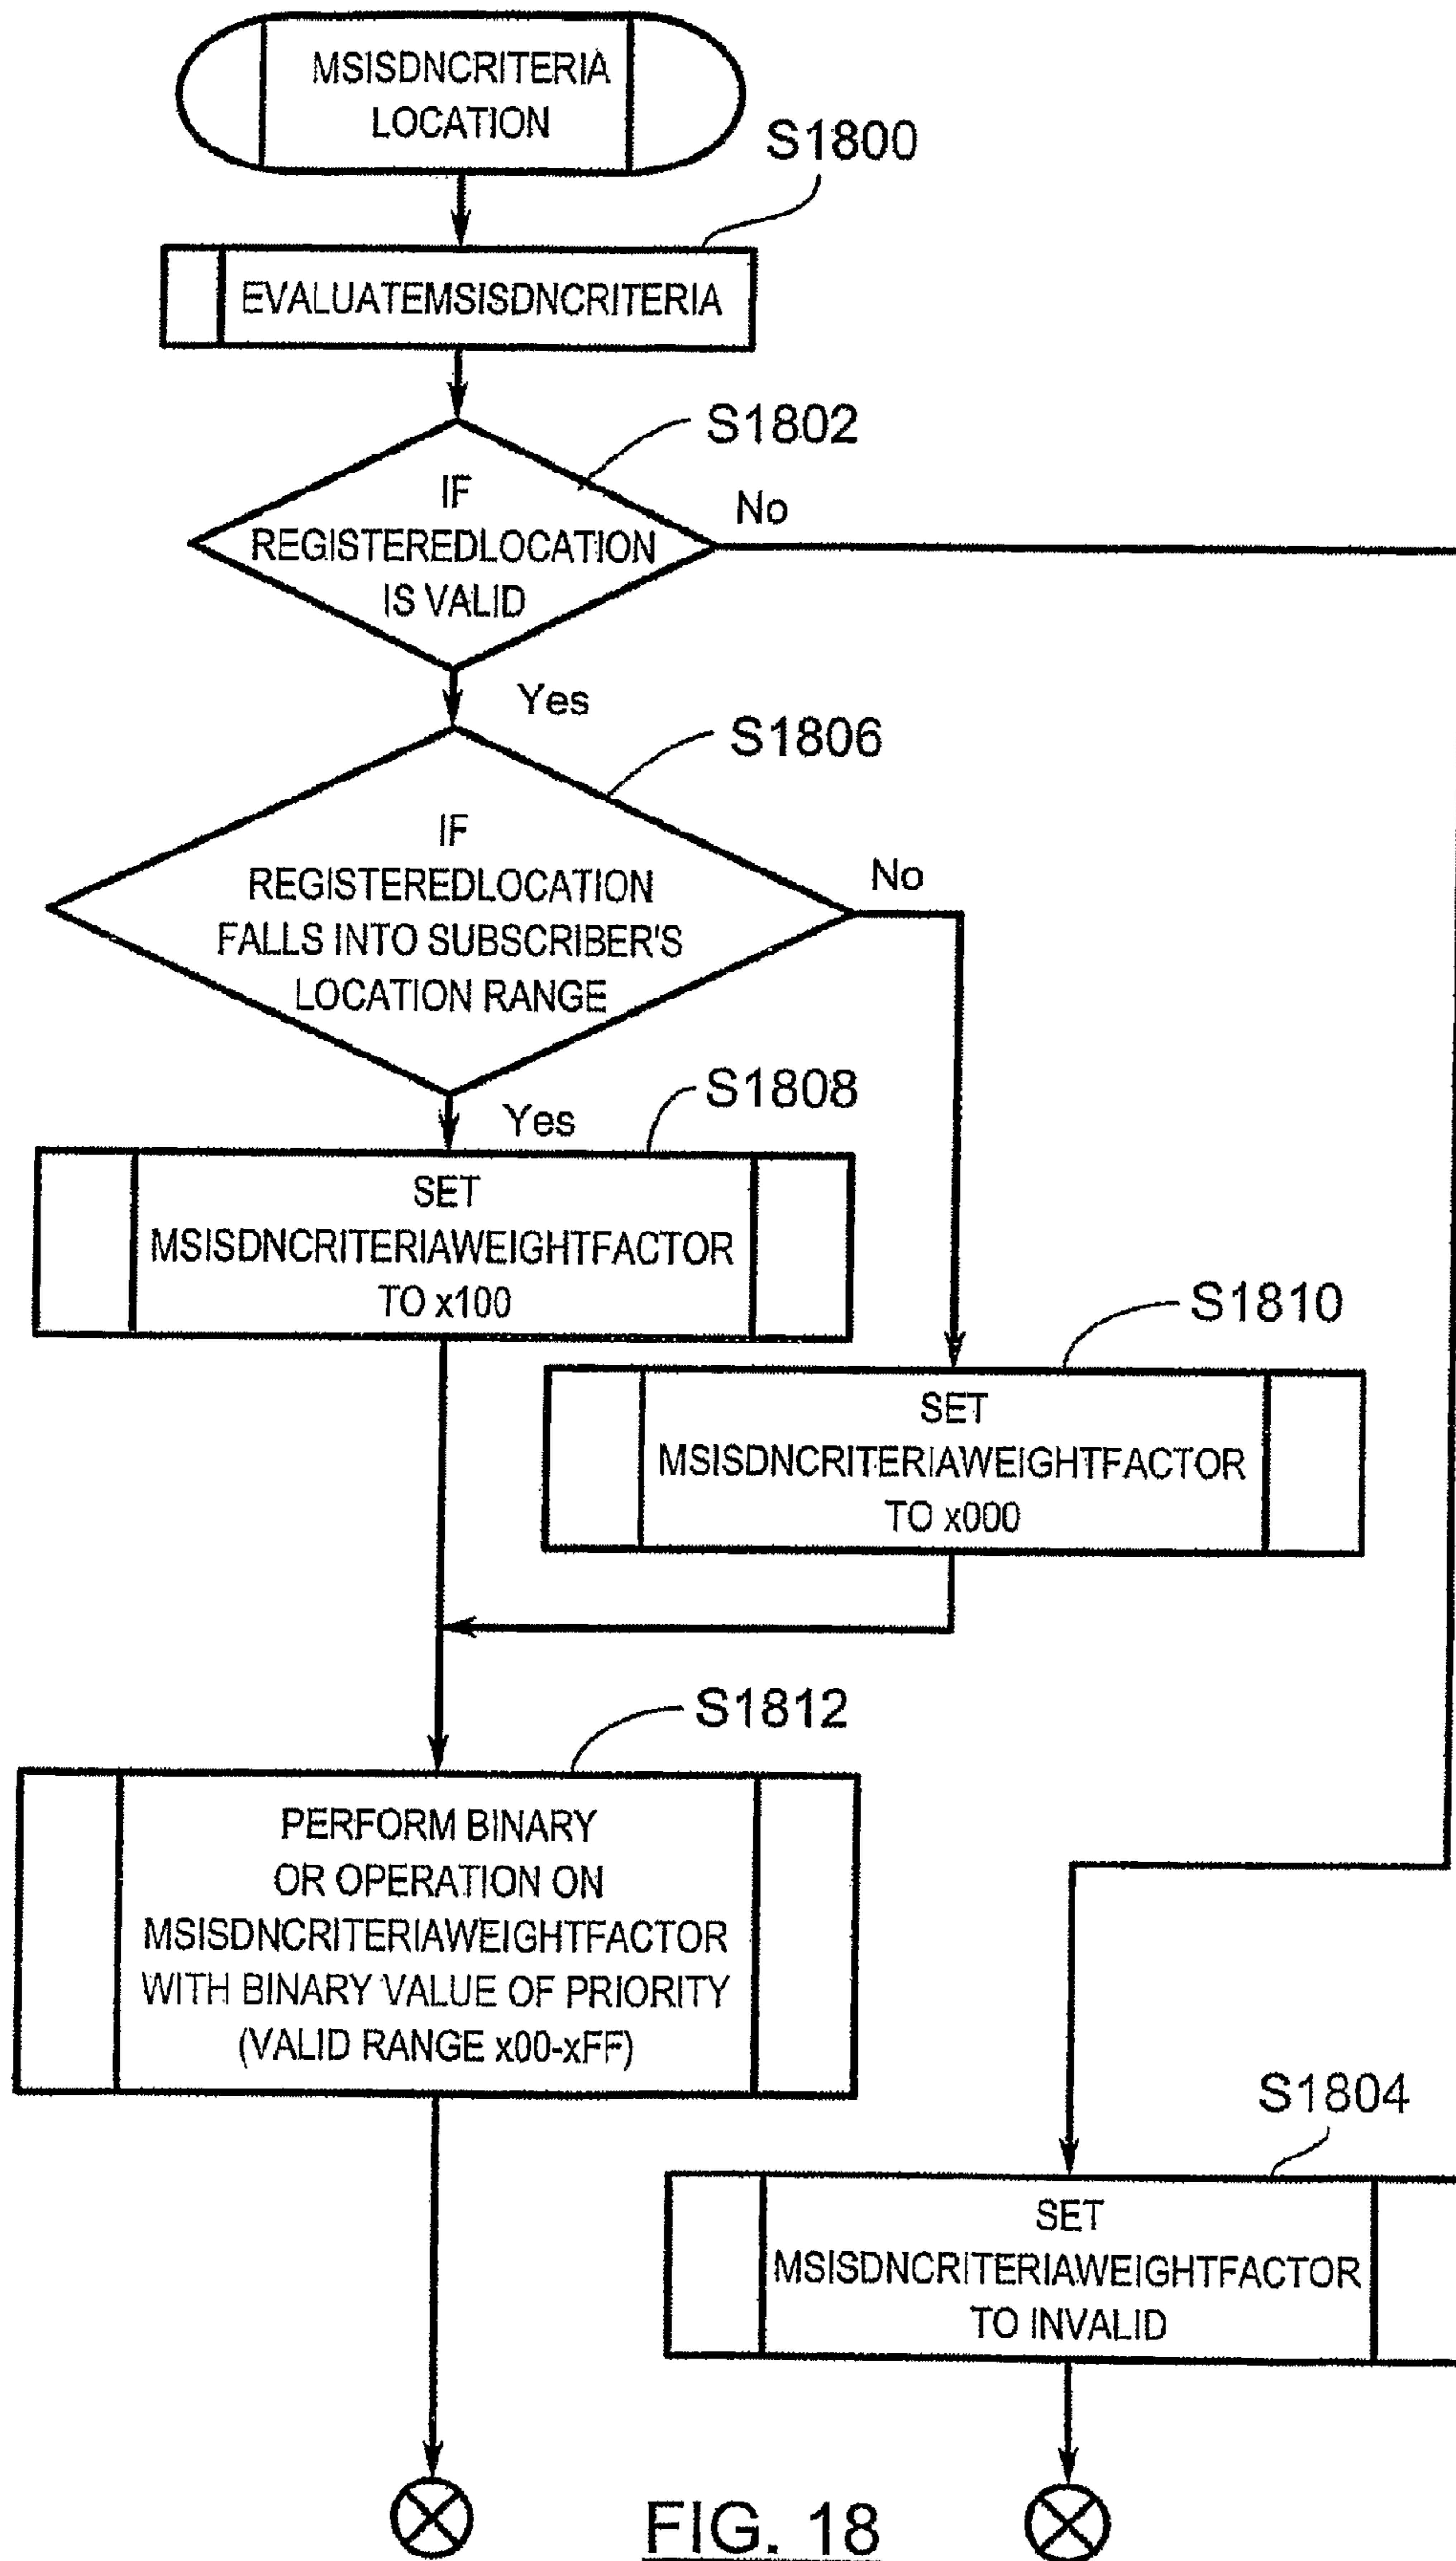 MSISDNCRITERIA
LOCATION
S1800
EVALUATEMSISDNCRITERIA
S1802
IF
REGISTEREDLOCATION
IS VALID
No
Yes
S1806
IF
REGISTEREDLOCATION
FALLS INTO SUBSCRIBER'S
LOCATION RANGE
No
Yes
S1808
SET
MSISDNCRITERIAWEIGHTFACTOR
TO x100
S1810
SET
MSISDNCRITERIAWEIGHTFACTOR
TO x000
S1812
PERFORM BINARY
OR OPERATION ON
MSISDNCRITERIAWEIGHTFACTOR
WITH BINARY VALUE OF PRIORITY
(VALID RANGE x00-xFF)
S1804
SET
MSISDNCRITERIAWEIGHTFACTOR
TO INVALID
FIG. 18